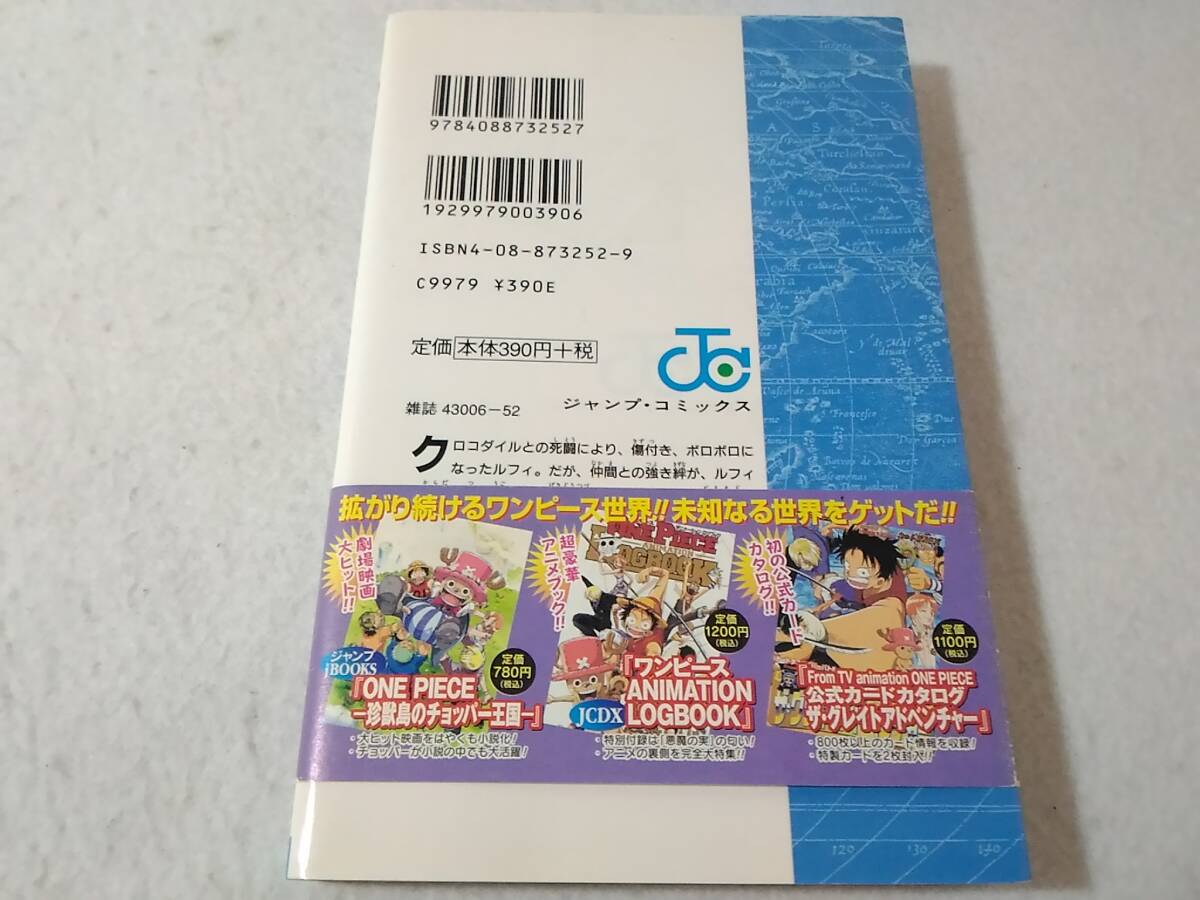 9784088732527
1929979003906
ISBN4-08-873252-9
C9979 ¥390E
定価 本体390円+税
雑誌 43006-52
ジャンプ・コミックス
クロコダイルとの死闘により、傷付き、ボロボロに
なったルフィ。だが、仲間との強き絆が、ルフィ
拡がり続けるワンピース世界!! 未知なる世界をゲットだ!!
劇場映画
大ヒット!!
ジャンプ
jBOOKS
定価
780円
(税込)
『ONE PIECE
―珍獣島のチョッパー王国―』
・大ヒット映画をはやくも小説化!
・チョッパーが小説の中でも大活躍!
超豪華
アニメブック!!
ONE PIECE
ANIMATION
LOGBOOK
定価
1200円
(税込)
JCDX
『ワンピース
ANIMATION
LOGBOOK』
・特別付録は「悪魔の実」の匂い!
・アニメの裏側を完全大特集!!
初の公式カード
カタログ!!
定価
1100円
(税込)
『From TV animation ONE PIECE
公式カードカタログ
ザ・グレイトアドベンチャー』
・800枚以上のカード情報を収録!
・特製カードを2枚封入!!
120
130
140